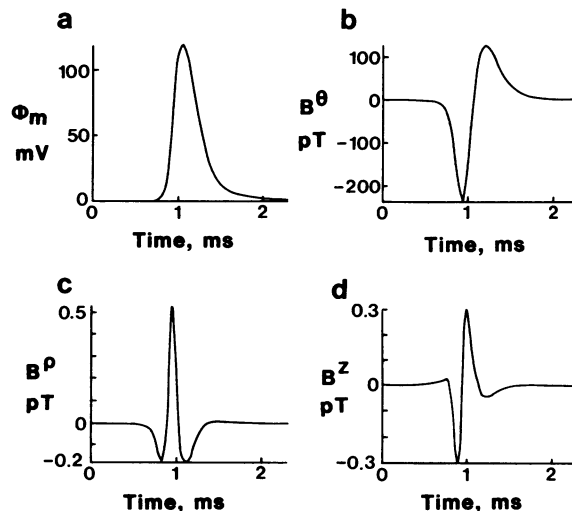 a
100
Φm
mV
50
0
0 1 2
Time, ms
b
100
Bθ
0
pT
-100
-200
0 1 2
Time, ms
c
0.5
Bρ
pT
0
-0.2
0 1 2
Time, ms
d
0.3
Bz
0
pT
-0.3
0 1 2
Time, ms